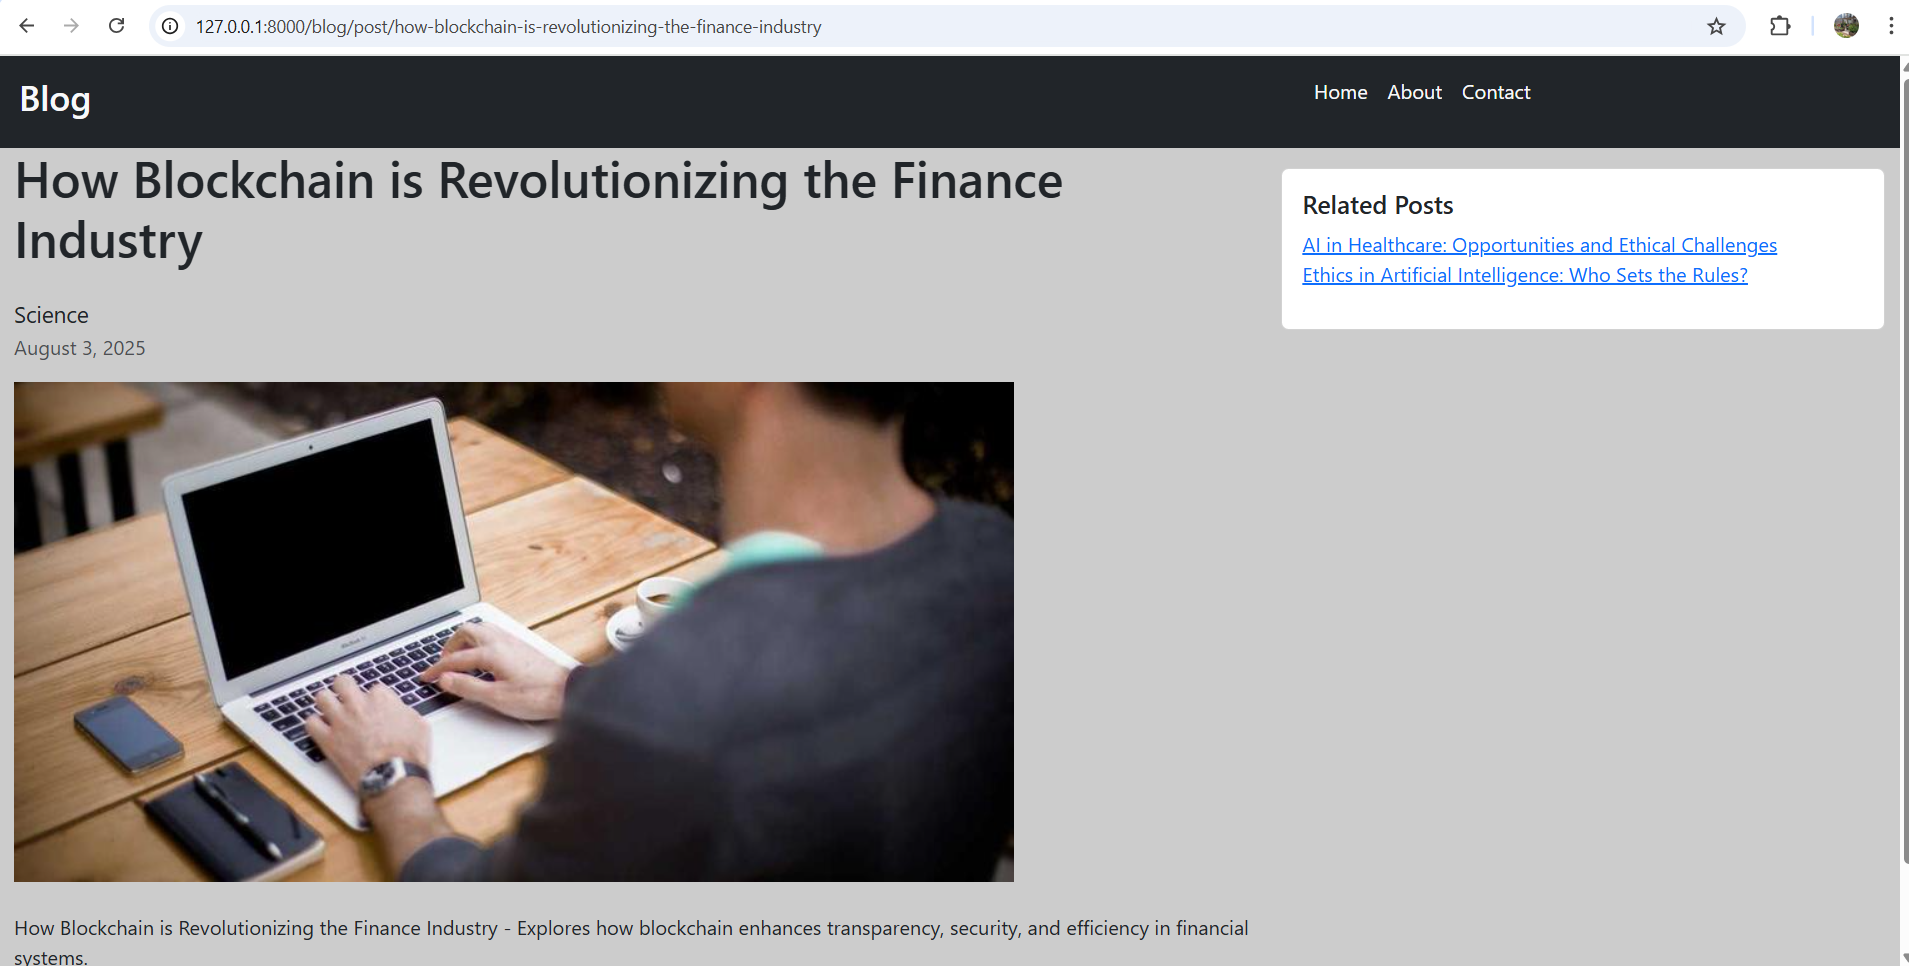 127.0.0.1:8000/blog/post/how-blockchain-is-revolutionizing-the-finance-industry
Blog
Home About Contact
How Blockchain is Revolutionizing the Finance
Industry
Science
August 3, 2025
Related Posts
AI in Healthcare: Opportunities and Ethical Challenges
Ethics in Artificial Intelligence: Who Sets the Rules?
How Blockchain is Revolutionizing the Finance Industry - Explores how blockchain enhances transparency, security, and efficiency in financial
systems.